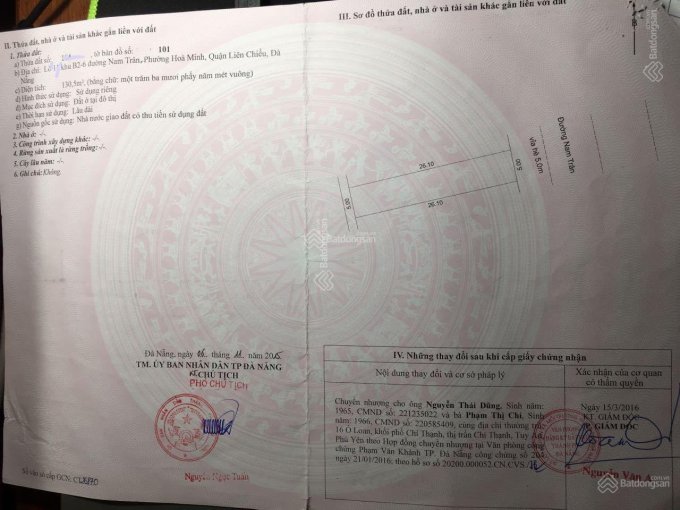 II. Thửa đất, nhà ở và tài sản khác gắn liền với đất
1. Thửa đất:
a) Thửa đất số: , tờ bản đồ số: 101
b) Địa chỉ: Lô khu B2-6 đường Nam Trân, Phường Hoà Minh, Quận Liên Chiểu, Đà
Nẵng
c) Diện tích: 130,5m², (bằng chữ: một trăm ba mươi phẩy năm mét vuông)
d) Hình thức sử dụng: Sử dụng riêng
đ) Mục đích sử dụng: Đất ở tại đô thị
e) Thời hạn sử dụng: Lâu dài
g) Nguồn gốc sử dụng: Nhà nước giao đất có thu tiền sử dụng đất
2. Nhà ở: -/-
3. Công trình xây dựng khác: -/-
4. Rừng sản xuất là rừng trồng: -/-
5. Cây lâu năm: -/-
6. Ghi chú: Không.
Đà Nẵng, ngày tháng 11 năm 2015
TM. ỦY BAN NHÂN DÂN TP ĐÀ NẴNG
KT.CHỦ TỊCH
PHÓ CHỦ TỊCH
Nguyễn Ngọc Tuấn
Số vào sổ cấp GCN:
III. Sơ đồ thửa đất, nhà ở và tài sản khác gắn liền với đất
B
26.10
5.00
5.00
26.10
vỉa hè 5.0m
Đường Nam Trân
IV. Những thay đổi sau khi cấp giấy chứng nhận
Nội dung thay đổi và cơ sở pháp lý
Xác nhận của cơ quan
có thẩm quyền
Chuyển nhượng cho ông Nguyễn Thái Dũng, Sinh năm:
1965, CMND số: 221235022 và bà Phạm Thị Chi, Sinh năm:
1966, CMND số: 220585409, cùng địa chỉ thường trú:
16 Ô Loan, khối phố Chí Thạnh, thị trấn Chí Thạnh, Tuy An,
Phú Yên theo Hợp đồng chuyển nhượng tại Văn phòng công
chứng Phạm Văn Khánh TP. Đà Nẵng công chứng số
21/01/2016; theo hồ sơ số 20200.000052.CN.CVS
Ngày 15/3/2016
KT. GIÁM ĐỐC
GIÁM ĐỐC
Nguyễn Văn A
Batdongsan
Batdongsan
Batdongsan
Batdongsan
Batdongsan